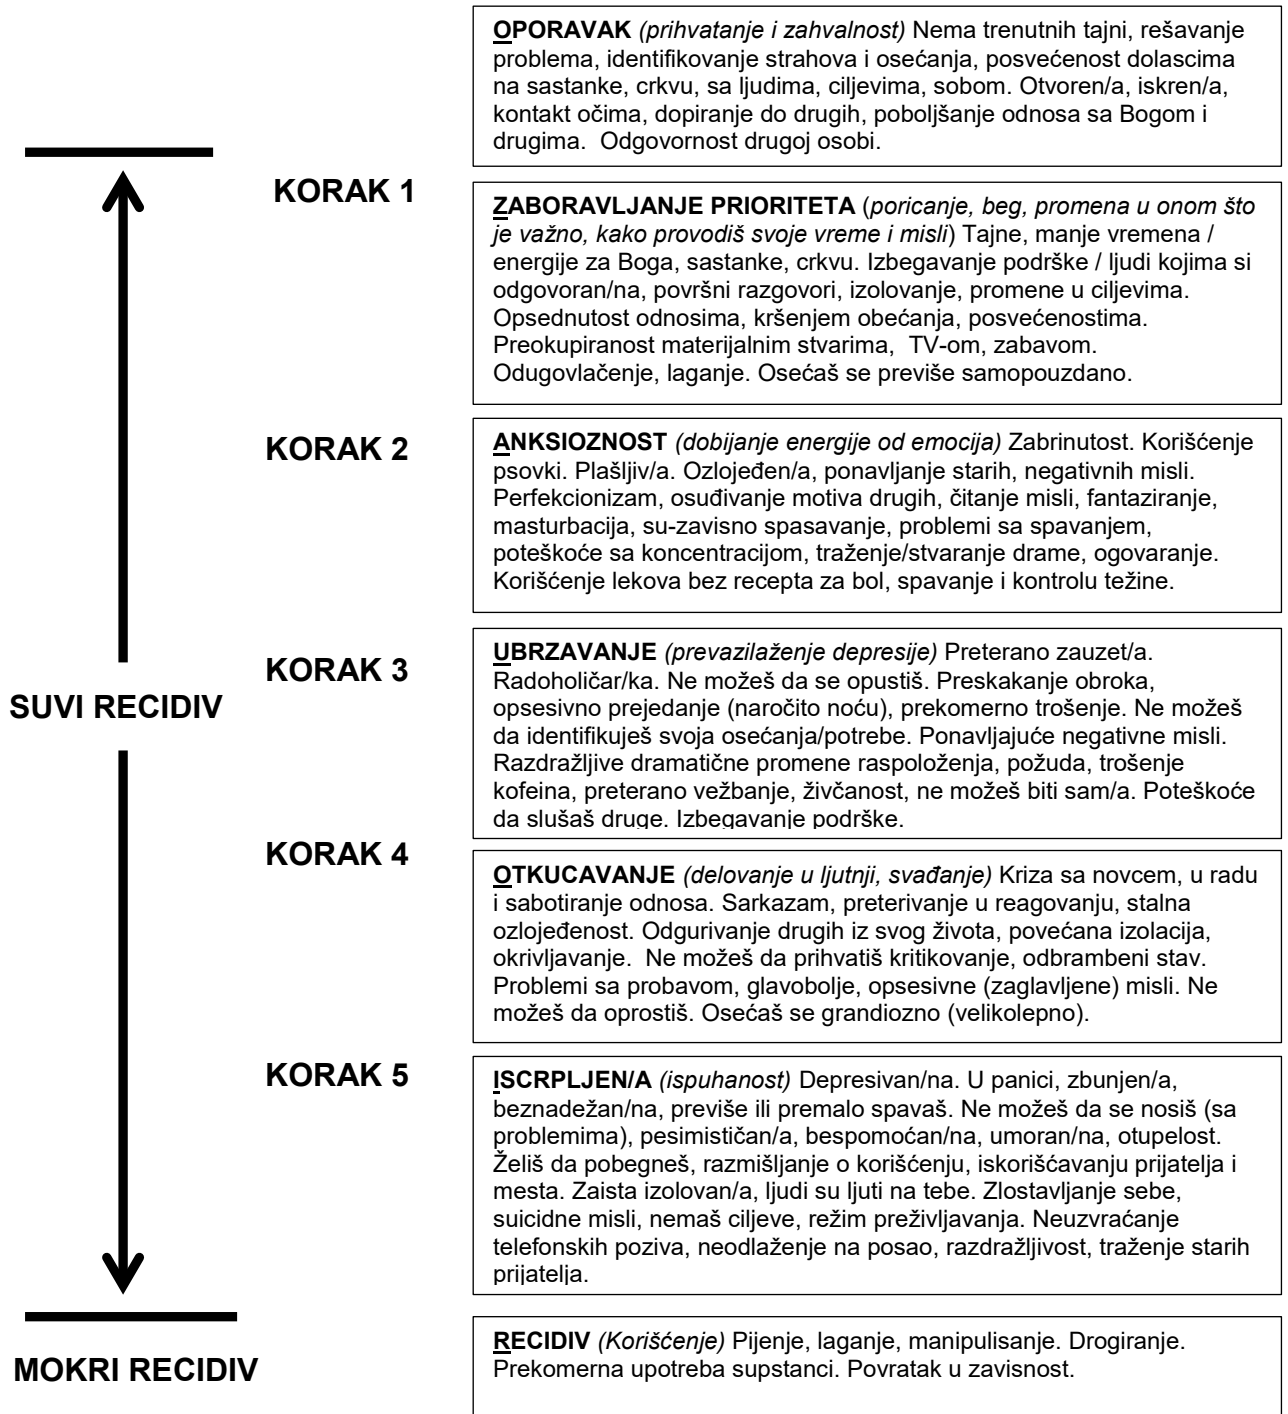 OPORAVAK (prihvatanje i zahvalnost) Nema trenutnih tajni, rešavanje
problema, identifikovanje strahova i osećanja, posvećenost dolascima
na sastanke, crkvu, sa ljudima, ciljevima, sobom. Otvoren/a, iskren/a,
kontakt očima, dopiranje do drugih, poboljšanje odnosa sa Bogom i
drugima.  Odgovornost drugoj osobi.
KORAK 1
ZABORAVLJANJE PRIORITETA (poricanje, beg, promena u onom što
je važno, kako provodiš svoje vreme i misli) Tajne, manje vremena /
energije za Boga, sastanke, crkvu. Izbegavanje podrške / ljudi kojima si
odgovoran/na, površni razgovori, izolovanje, promene u ciljevima.
Opsednutost odnosima, kršenjem obećanja, posvećenostima.
Preokupiranost materijalnim stvarima,  TV-om, zabavom.
Odugovlačenje, laganje. Osećaš se previše samopouzdano.
KORAK 2
ANKSIOZNOST (dobijanje energije od emocija) Zabrinutost. Korišćenje
psovki. Plašljiv/a. Ozlojeđen/a, ponavljanje starih, negativnih misli.
Perfekcionizam, osuđivanje motiva drugih, čitanje misli, fantaziranje,
masturbacija, su-zavisno spasavanje, problemi sa spavanjem,
poteškoće sa koncentracijom, traženje/stvaranje drame, ogovaranje.
Korišćenje lekova bez recepta za bol, spavanje i kontrolu težine.
KORAK 3
UBRZAVANJE (prevazilaženje depresije) Preterano zauzet/a.
Radoholičar/ka. Ne možeš da se opustiš. Preskakanje obroka,
opsesivno prejedanje (naročito noću), prekomerno trošenje. Ne možeš
da identifikuješ svoja osećanja/potrebe. Ponavljajuće negativne misli.
Razdražljive dramatične promene raspoloženja, požuda, trošenje
kofeina, preterano vežbanje, živčanost, ne možeš biti sam/a. Poteškoće
da slušaš druge. Izbegavanje podrške.
SUVI RECIDIV
KORAK 4
OTKUCAVANJE (delovanje u ljutnji, svađanje) Kriza sa novcem, u radu
i sabotiranje odnosa. Sarkazam, preterivanje u reagovanju, stalna
ozlojeđenost. Odgurivanje drugih iz svog života, povećana izolacija,
okrivljavanje.  Ne možeš da prihvatiš kritikovanje, odbrambeni stav.
Problemi sa probavom, glavobolje, opsesivne (zaglavljene) misli. Ne
možeš da oprostiš. Osećaš se grandiozno (velikolepno).
KORAK 5
ISCRPLJEN/A (ispuhanost) Depresivan/na. U panici, zbunjen/a,
beznadežan/na, previše ili premalo spavaš. Ne možeš da se nosiš (sa
problemima), pesimističan/a, bespomoćan/na, umoran/na, otupelost.
Želiš da pobegneš, razmišljanje o korišćenju, iskorišćavanju prijatelja i
mesta. Zaista izolovan/a, ljudi su ljuti na tebe. Zlostavljanje sebe,
suicidne misli, nemaš ciljeve, režim preživljavanja. Neuzvraćanje
telefonskih poziva, neodlaženje na posao, razdražljivost, traženje starih
prijatelja.
MOKRI RECIDIV
RECIDIV (Korišćenje) Pijenje, laganje, manipulisanje. Drogiranje.
Prekomerna upotreba supstanci. Povratak u zavisnost.